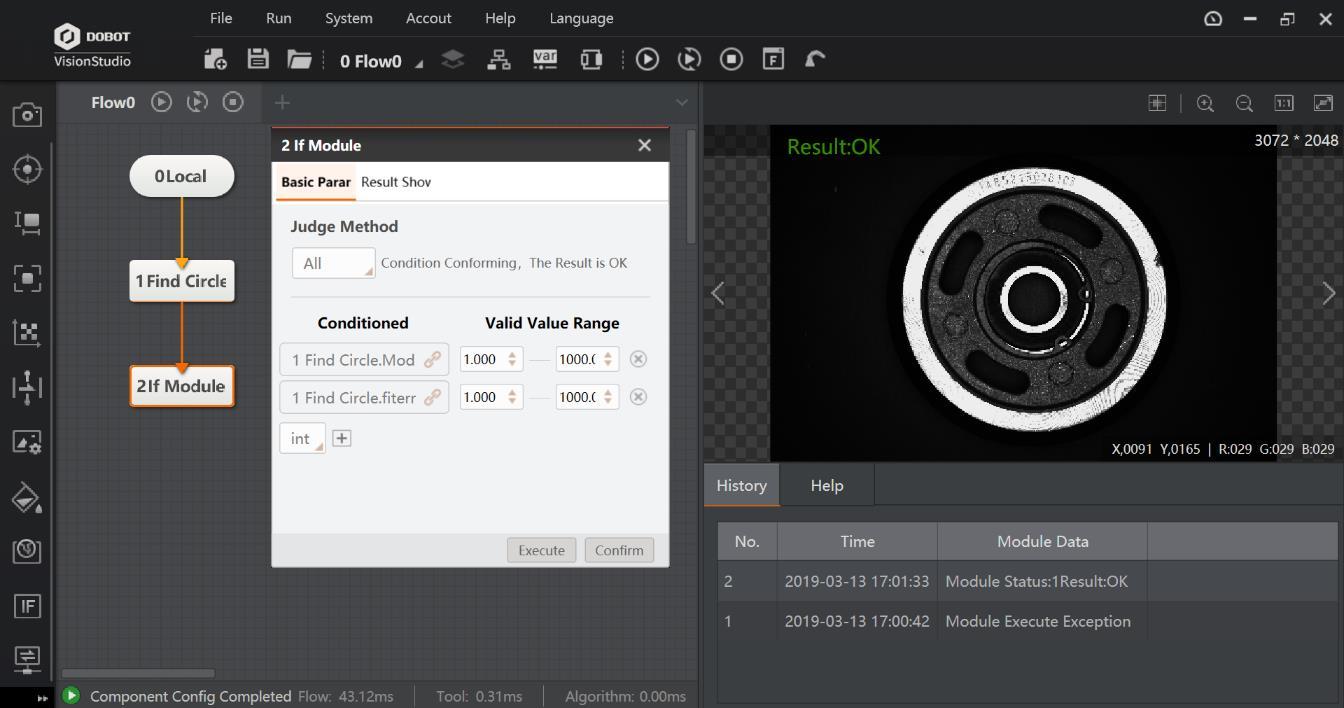 DOBOT
VisionStudio
File Run System Accout Help Language
0 Flow0
var
F
Flow0
0Local
1Find Circle
2If Module
2 If Module
Basic Parar Result Shov
Judge Method
All Condition Conforming, The Result is OK
Conditioned Valid Value Range
1 Find Circle.Mod 1.000 1000.(
1 Find Circle.fiterr 1.000 1000.(
int
Execute Confirm
IF
Component Config Completed Flow: 43.12ms Tool: 0.31ms Algorithm: 0.00ms
1:1
Result:OK
3072 * 2048
X,0091 Y,0165 | R:029 G:029 B:029
History Help
No. Time Module Data
2 2019-03-13 17:01:33 Module Status:1Result:OK
1 2019-03-13 17:00:42 Module Execute Exception